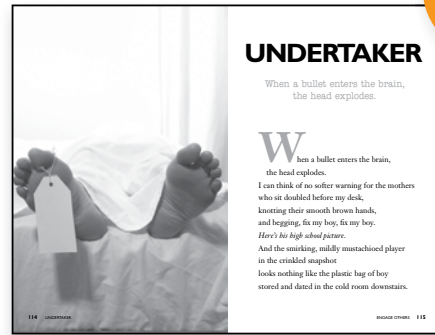 UNDERTAKER
When a bullet enters the brain,
the head explodes.
When a bullet enters the brain,
the head explodes.
I can think of no softer warning for the mothers
who sit doubled before my desk,
knotting their smooth brown hands,
and begging, fix my boy, fix my boy.
Here's his high school picture.
And the smirking, mildly mustachioed player
in the crinkled snapshot
looks nothing like the plastic bag of boy
stored and dated in the cold room downstairs.
114 UNDERTAKER
ENGAGE OTHERS 115